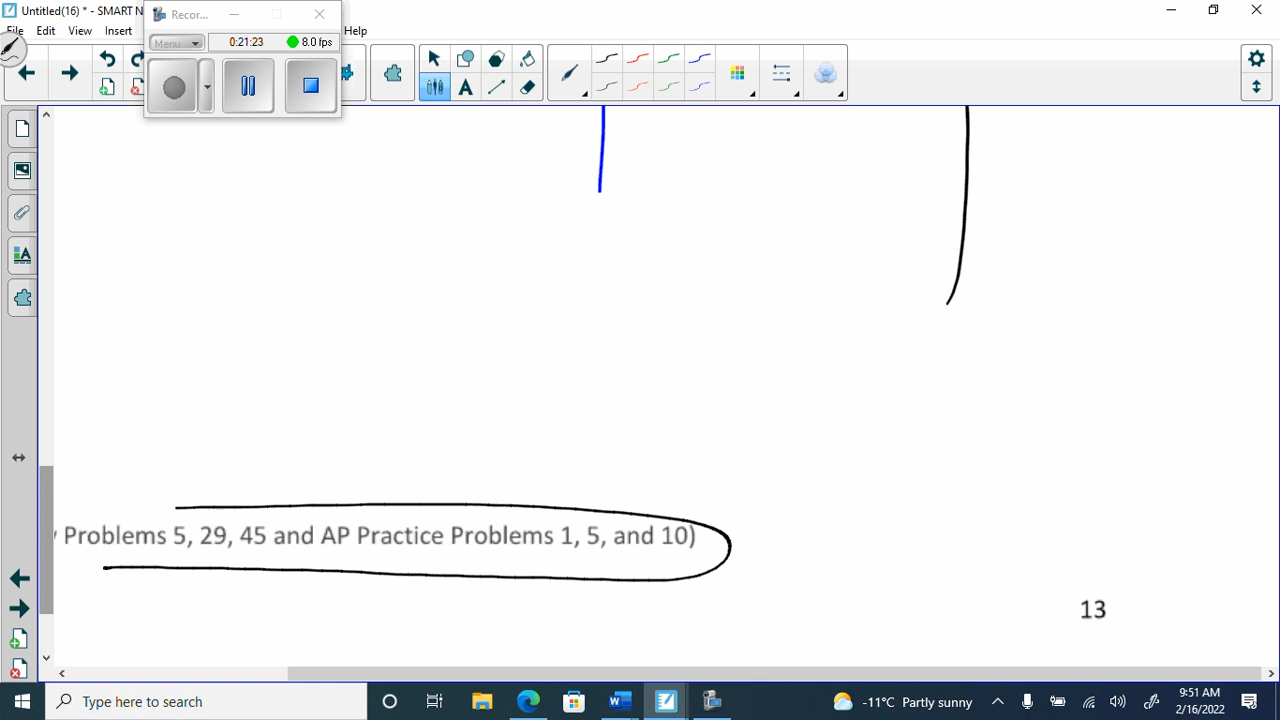 Untitled(16) * - SMART N
Recor...
File Edit View Insert
Help
Menu
0:21:23
8.0 fps
Problems 5, 29, 45 and AP Practice Problems 1, 5, and 10)
13
Type here to search
-11°C Partly sunny
9:51 AM
2/16/2022